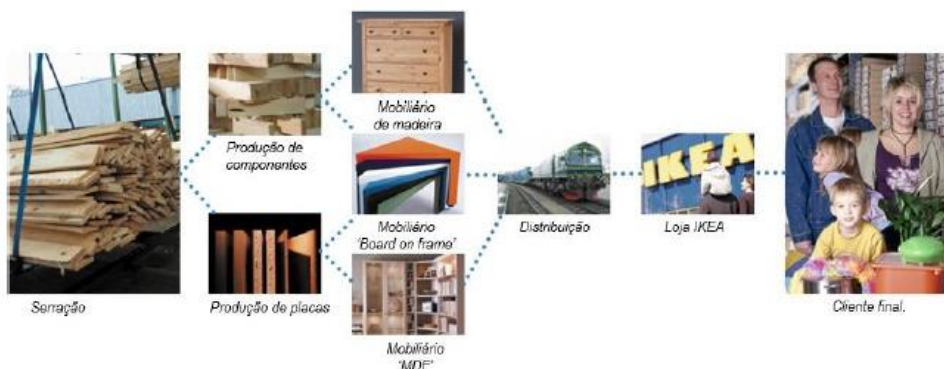 Serração
Produção de
componentes
Produção de placas
Mobiliário
de madeira
Mobiliário
'Board on frame'
Mobiliário
'MDF'
Distribuição
IKEA
Loja IKEA
Cliente final.